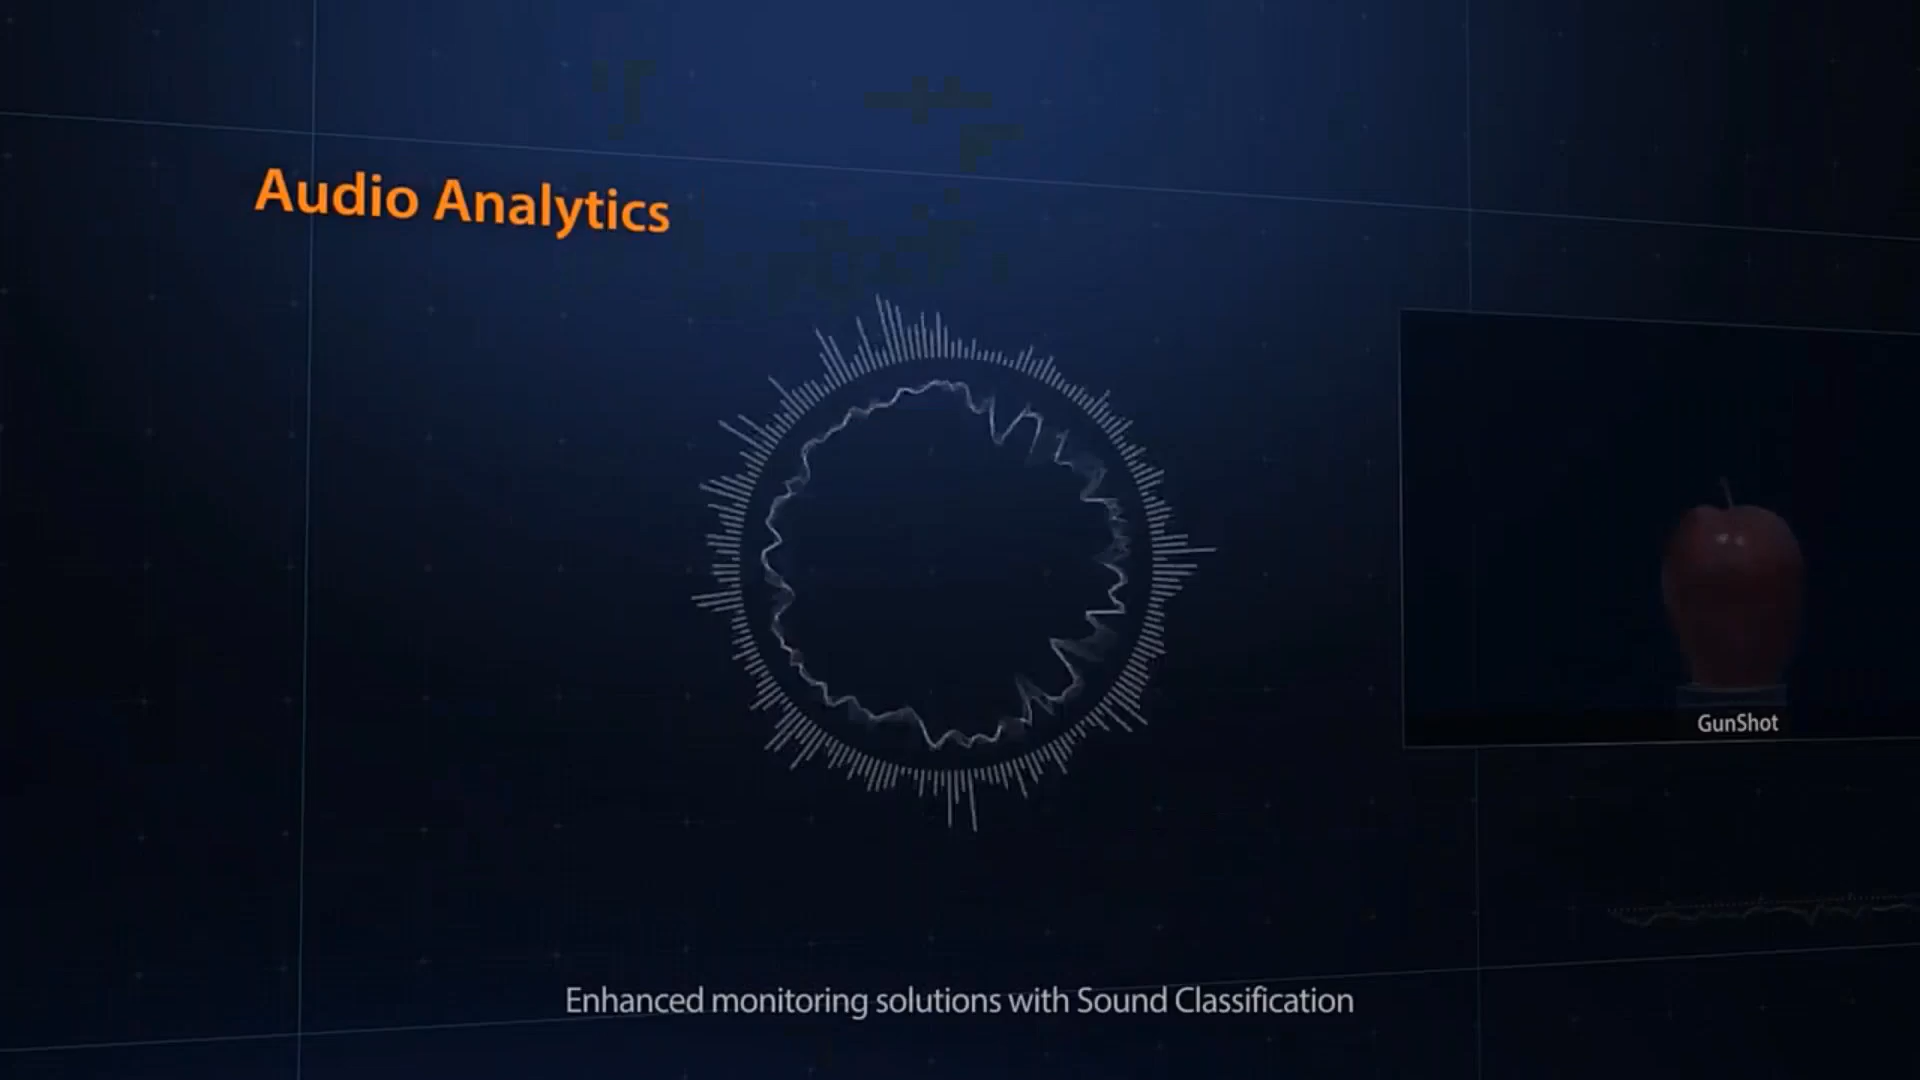 Audio Analytics
GunShot
Enhanced monitoring solutions with Sound Classification